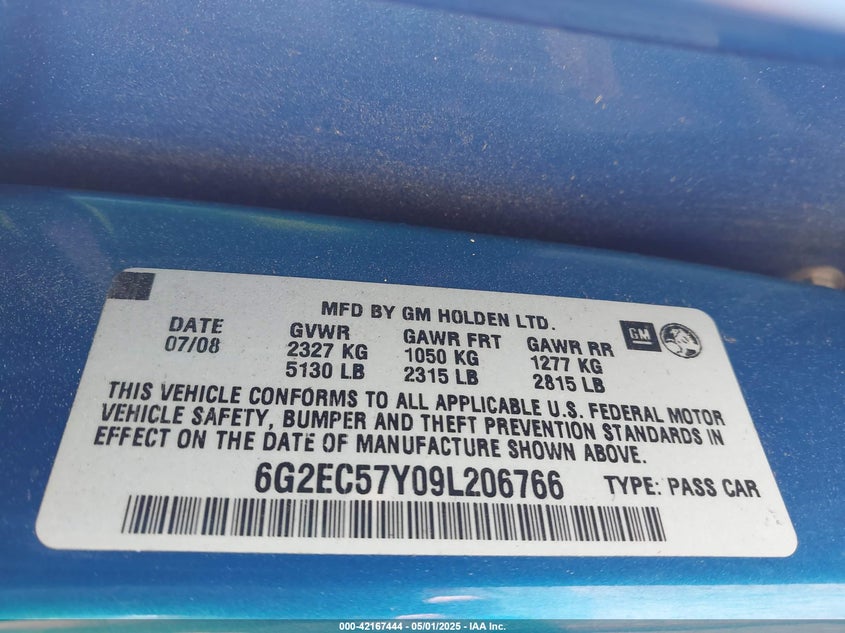 MFD BY GM HOLDEN LTD.
GM
DATE GVWR GAWR FRT GAWR RR
07/08 2327 KG 1050 KG 1277 KG
5130 LB 2315 LB 2815 LB
THIS VEHICLE CONFORMS TO ALL APPLICABLE U.S. FEDERAL MOTOR
VEHICLE SAFETY, BUMPER AND THEFT PREVENTION STANDARDS IN
EFFECT ON THE DATE OF MANUFACTURE SHOWN ABOVE.
6G2EC57Y09L206766 TYPE: PASS CAR
000-42167444 — 05/01/2025 — IAA Inc.